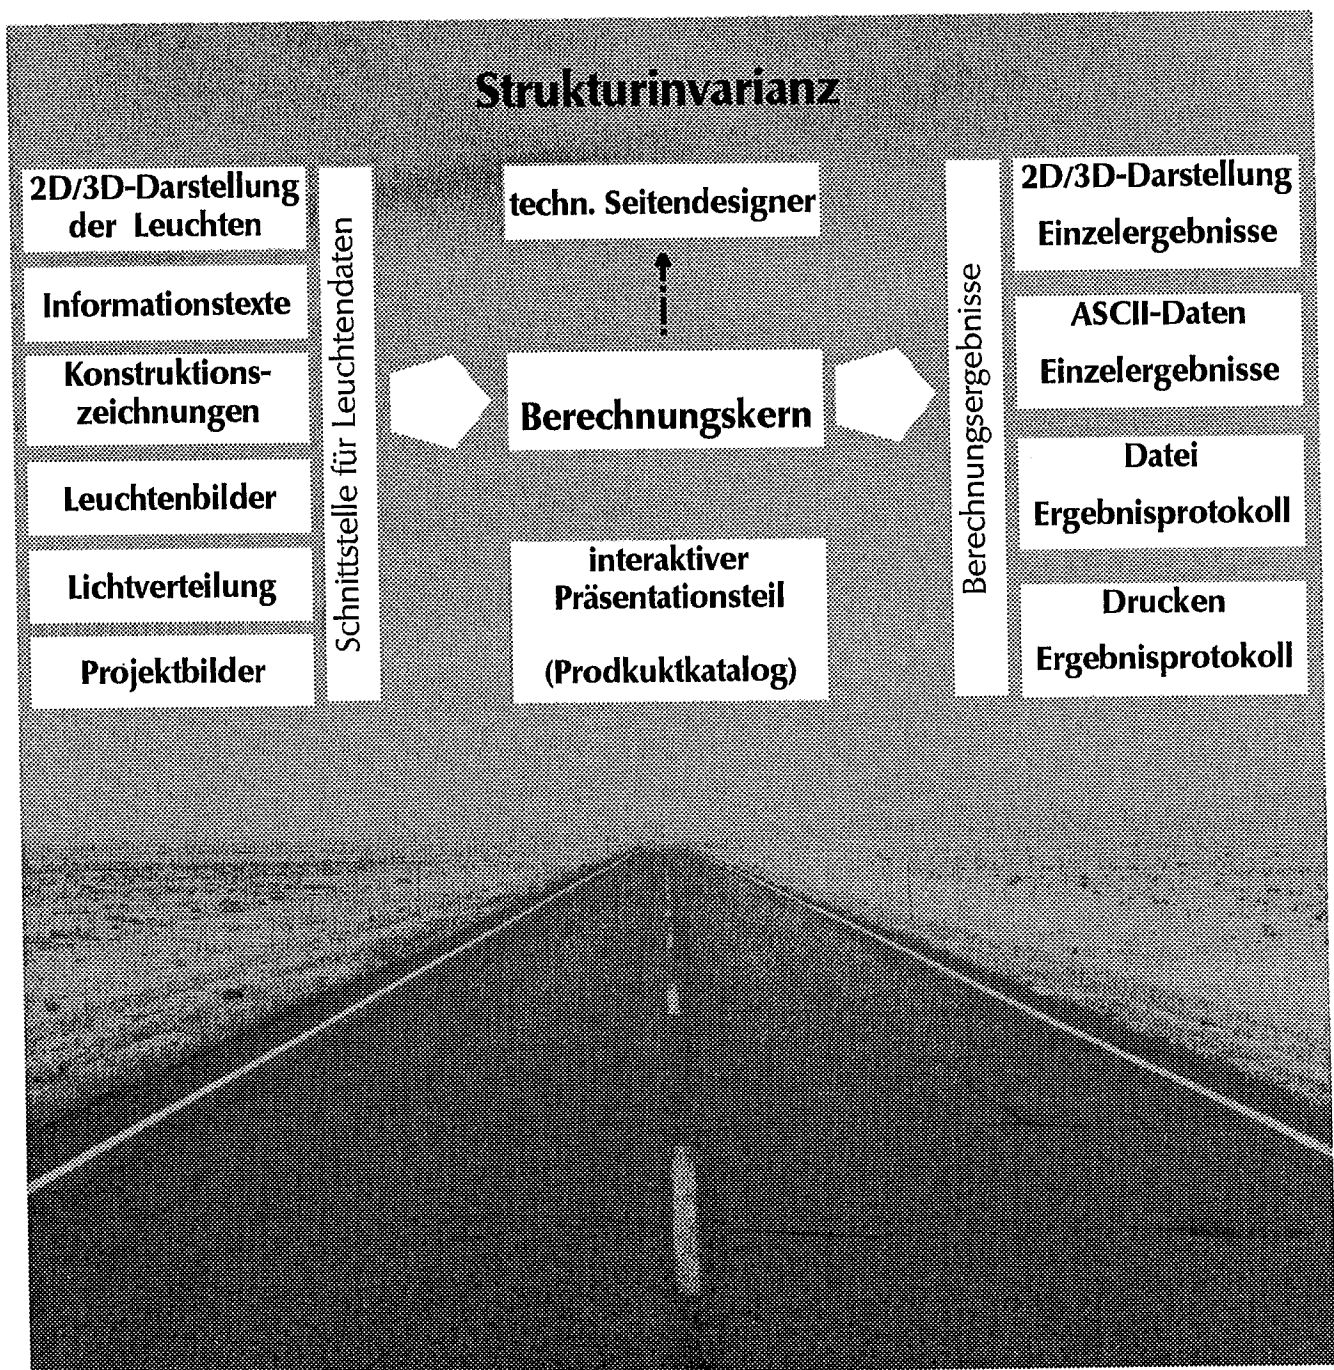 Strukturinvarianz
2D/3D-Darstellung
der Leuchten
Informationstexte
Konstruktions-
zeichnungen
Leuchtenbilder
Lichtverteilung
Projektbilder
Schnittstelle für Leuchtendaten
techn. Seitendesigner
Berechnungskern
interaktiver
Präsentationsteil
(Prodkuktkatalog)
Berechnungsergebnisse
2D/3D-Darstellung
Einzelergebnisse
ASCII-Daten
Einzelergebnisse
Datei
Ergebnisprotokoll
Drucken
Ergebnisprotokoll